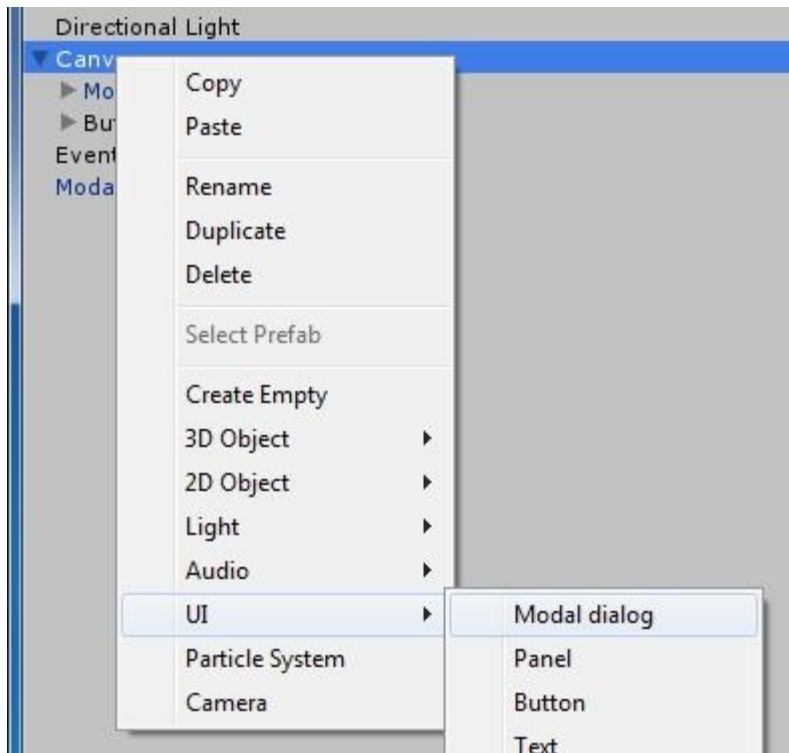 Directional Light
Canv
Mo
But
Event
Moda
Copy
Paste
Rename
Duplicate
Delete
Select Prefab
Create Empty
3D Object
2D Object
Light
Audio
UI
Particle System
Camera
Modal dialog
Panel
Button
Text